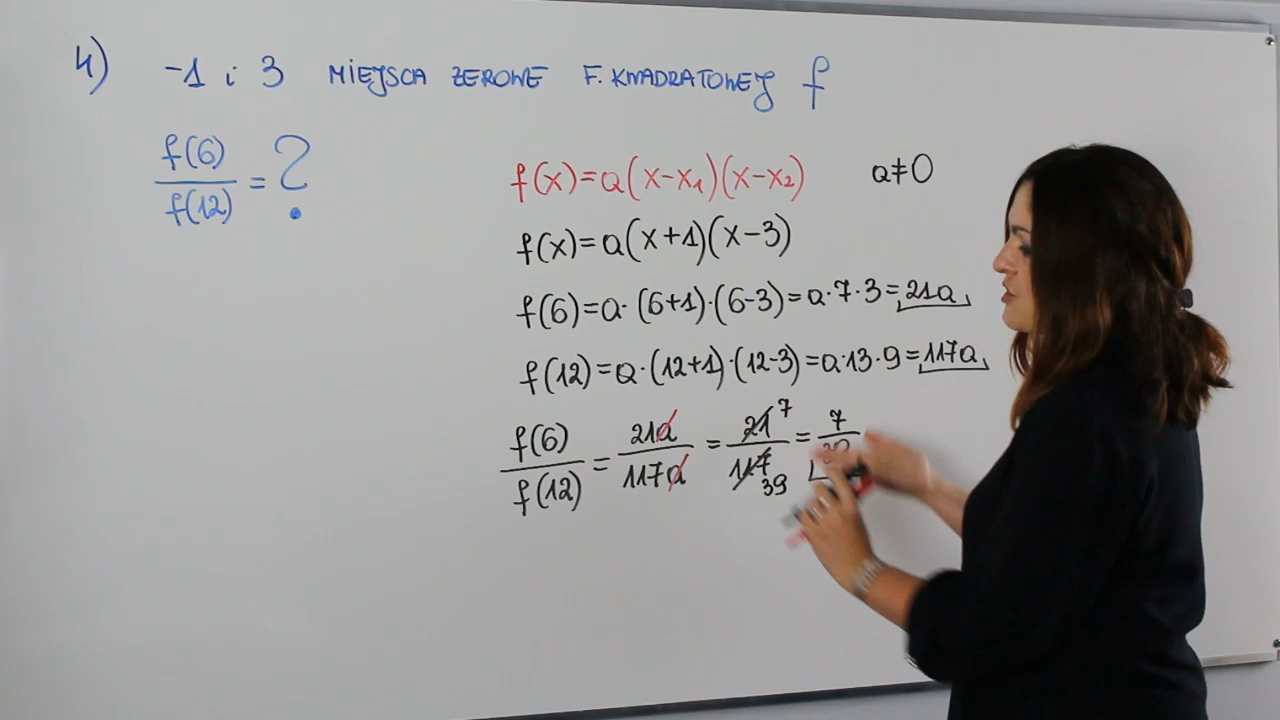 4) -1 i 3 MIEJSCA ZEROWE F. KWADRATOWEJ f
f(6)/f(12) = ?
f(x)=a(x-x₁)(x-x₂) a≠0
f(x)=a(x+1)(x-3)
f(6)=a·(6+1)·(6-3)=a·7·3=21a
f(12)=a·(12+1)·(12-3)=a·13·9=117a
f(6)/f(12) = 21a/117a = 21 7/117 39 = 7/